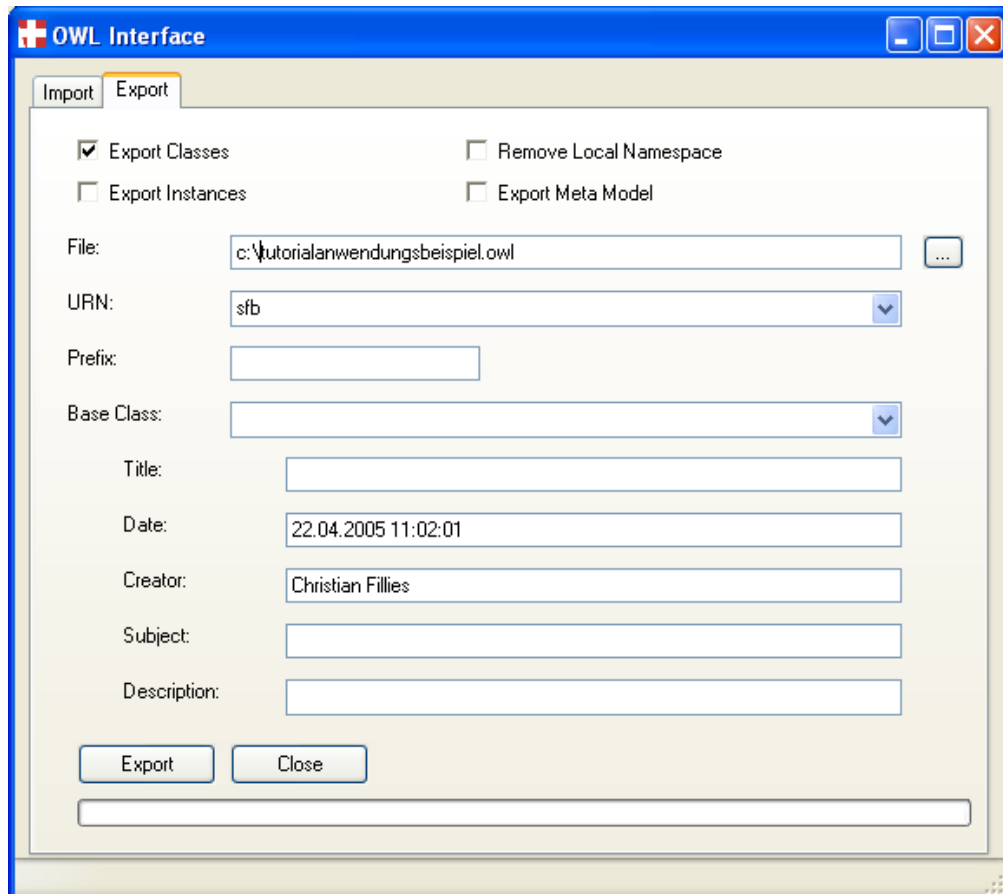 OWL Interface
Import Export
Export Classes Remove Local Namespace
Export Instances Export Meta Model
File: c:\tutorialanwendungsbeispiel.owl ...
URN: sfb
Prefix:
Base Class:
Title:
Date: 22.04.2005 11:02:01
Creator: Christian Fillies
Subject:
Description:
Export Close